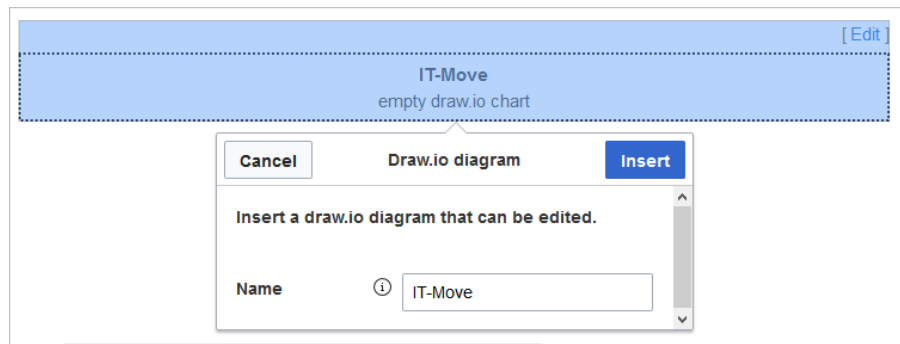 [ Edit ]
IT-Move
empty draw.io chart
Cancel Draw.io diagram Insert
Insert a draw.io diagram that can be edited.
Name IT-Move